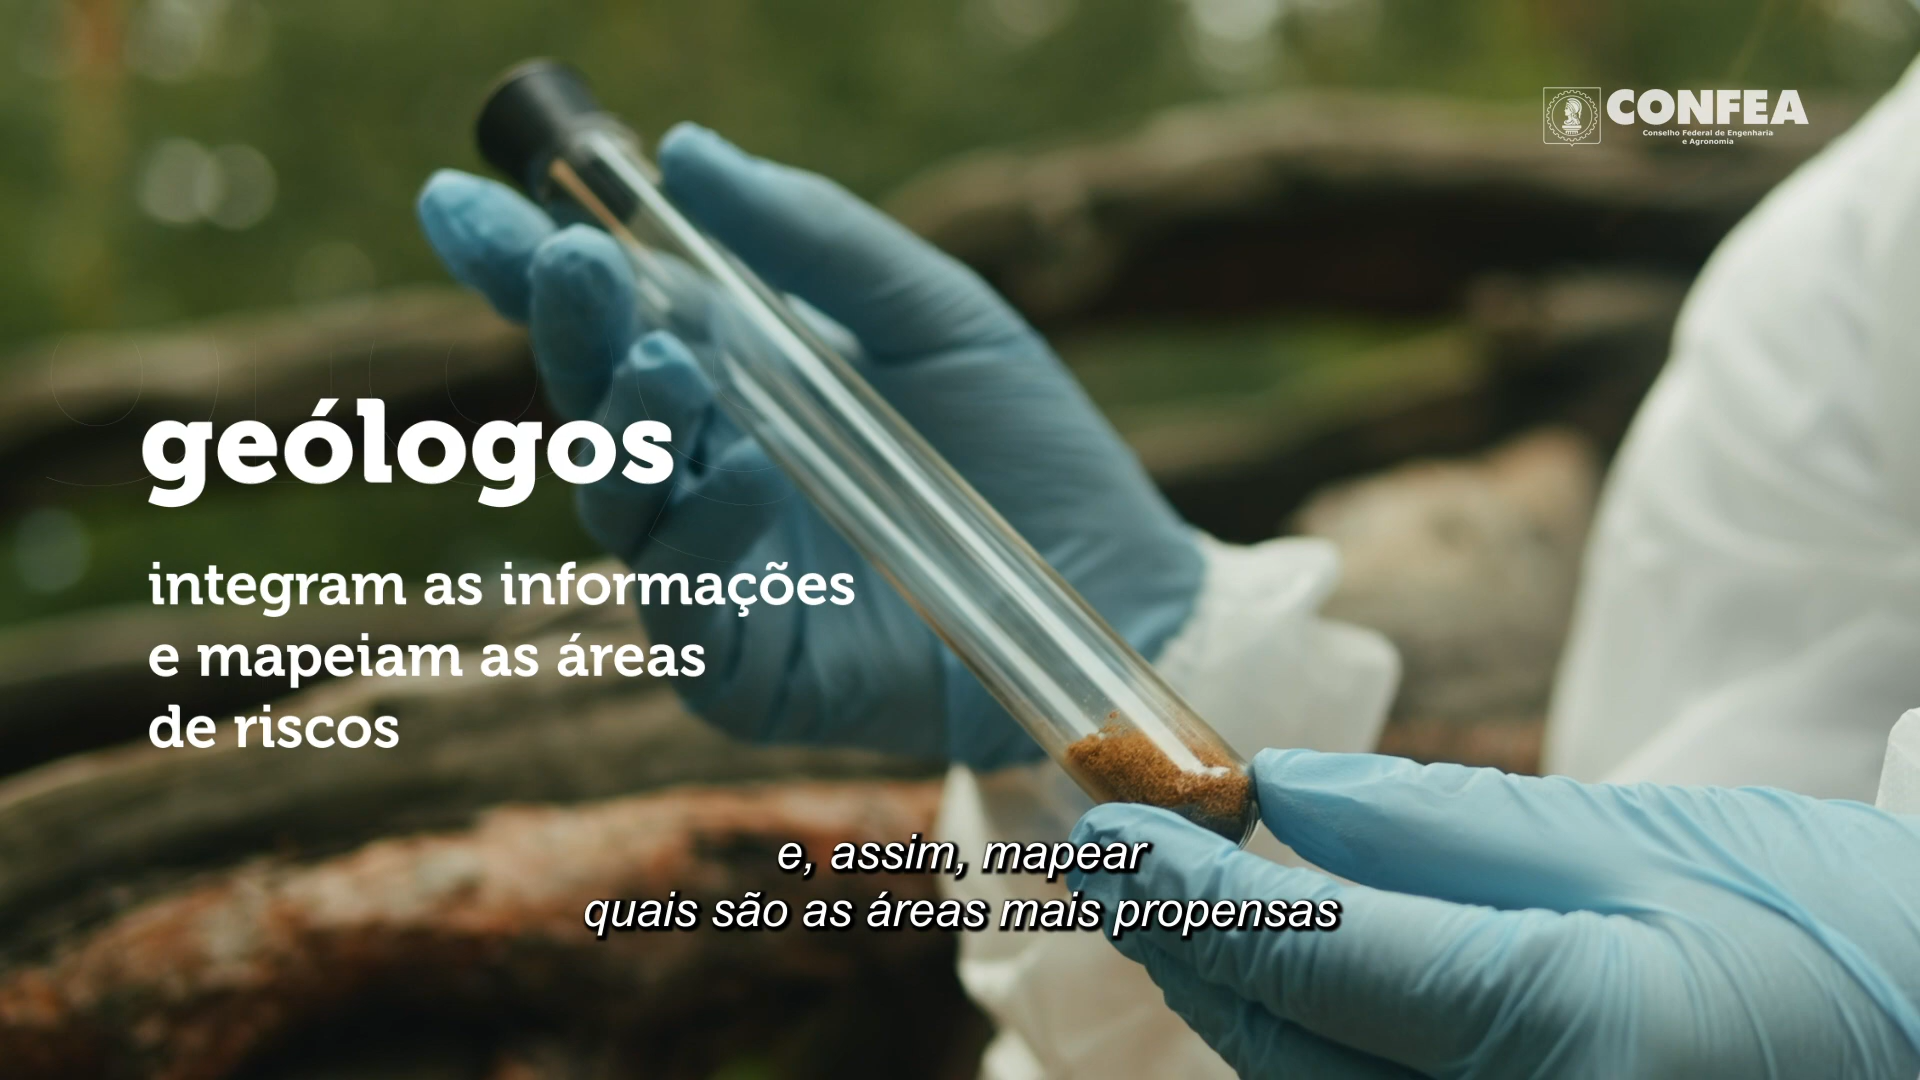 CONFEA
Conselho Federal de Engenharia
e Agronomia
geólogos
integram as informações
e mapeiam as áreas
de riscos
e, assim, mapear
quais são as áreas mais propensas